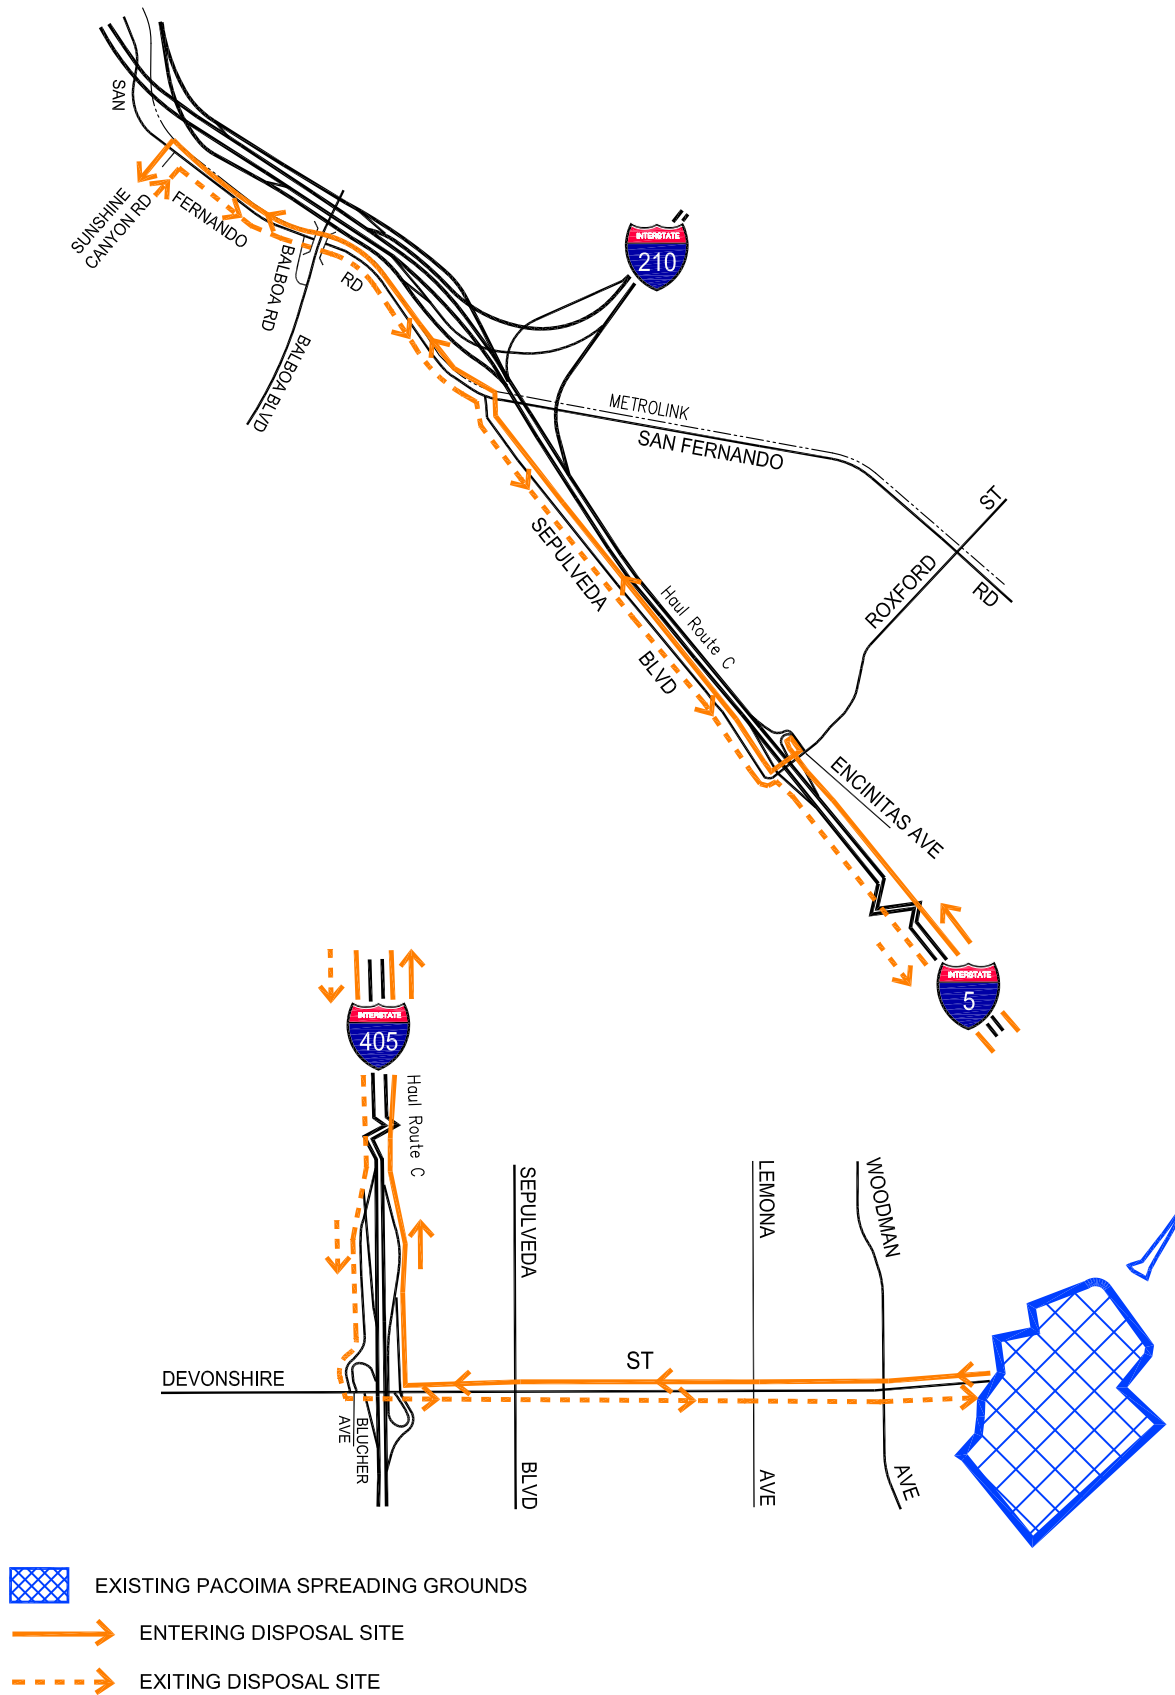 SAN
SUNSHINE
CANYON RD
FERNANDO
BALBOA RD
RD
BALBOA BLVD
INTERSTATE
210
METROLINK
SAN FERNANDO
ST
ROXFORD
RD
SEPULVEDA
Haul Route C
BLVD
ENCINITAS AVE
INTERSTATE
5
INTERSTATE
405
Haul Route C
SEPULVEDA
LEMONA
WOODMAN
DEVONSHIRE
ST
BLUCHER
AVE
BLVD
AVE
AVE
EXISTING PACOIMA SPREADING GROUNDS
ENTERING DISPOSAL SITE
EXITING DISPOSAL SITE